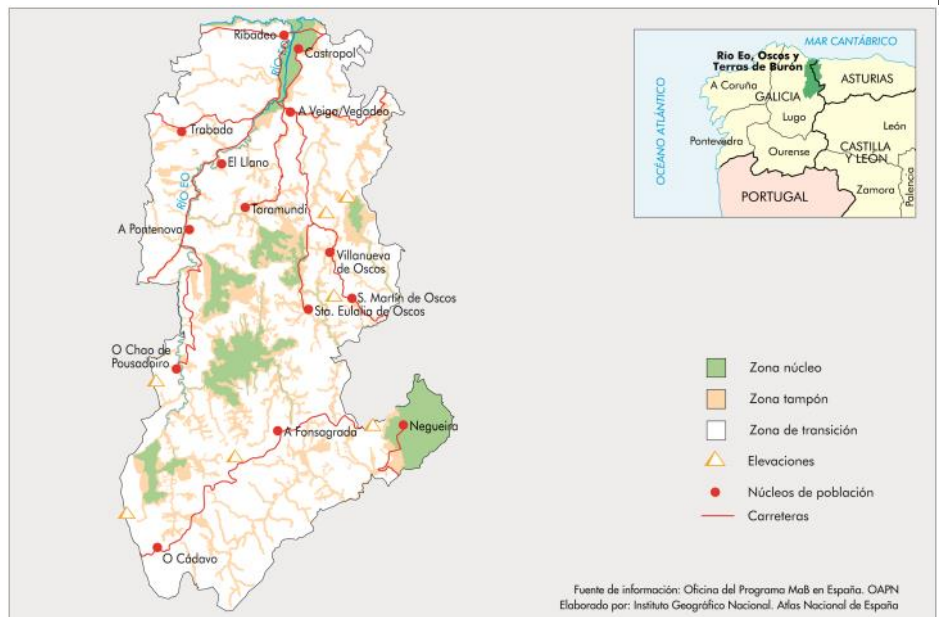 Ribadeo
RÍO EO
Castropol
A Veiga/Vegadeo
Trabada
El Llano
RÍO EO
Taramundi
A Pontenova
Villanueva
de Oscos
S. Martín de Oscos
Sta. Eulalia de Oscos
O Chao de
Pousadoiro
Negueira
A Fonsagrada
O Cádavo
MAR CANTÁBRICO
Río Eo, Oscos y
Terras de Burón
A Coruña
ASTURIAS
GALICIA
Lugo
León
OCÉANO ATLÁNTICO
Pontevedra
Ourense
CASTILLA
Y LEÓN
Palencia
Zamora
PORTUGAL
Zona núcleo
Zona tampón
Zona de transición
Elevaciones
Núcleos de población
Carreteras
Fuente de información: Oficina del Programa MaB en España. OAPN
Elaborado por: Instituto Geográfico Nacional. Atlas Nacional de España